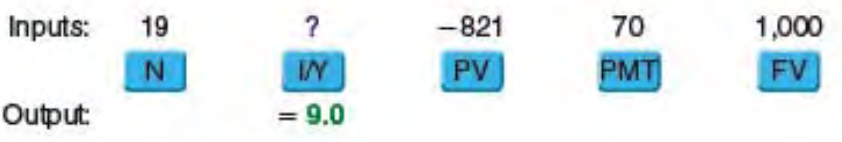 Inputs: 19 ? −821 70 1,000
N I/Y PV PMT FV
Output: = 9.0